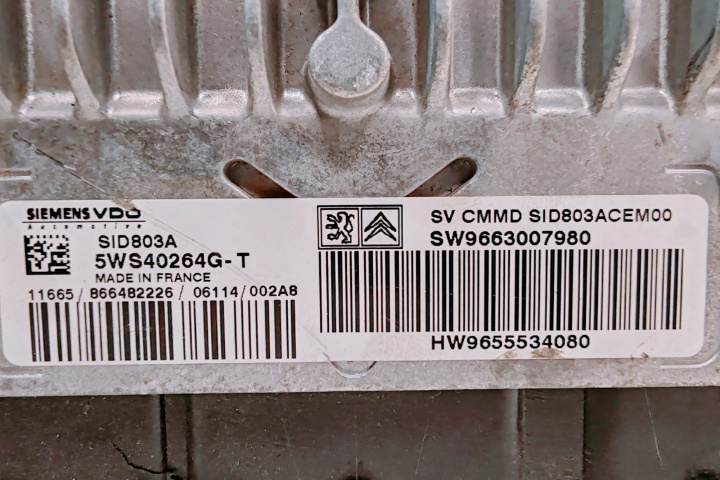 SIEMENS VDO
Automotive
SID803A
5WS40264G-T
MADE IN FRANCE
11665/866482226/06114/002A8
SV CMMD SID803ACEM00
SW9663007980
HW9655534080